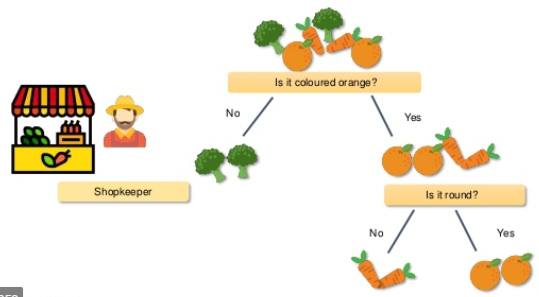 Is it coloured orange?
No
Yes
Shopkeeper
Is it round?
No
Yes